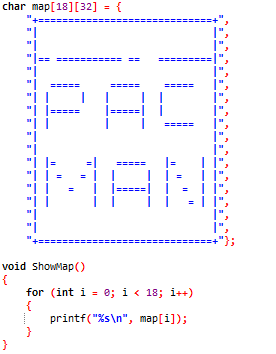 char map[18][32] = {
"+=============================+",
"|                             |",
"|                             |",
"|== =========== ==   =========|",
"|                             |",
"|  =====     =====    =====   |",
"| |     |   |     |  |        |",
"| |=====    |=====|  |        |",
"| |         |     |   =====   |",
"|                             |",
"|                             |",
"| |=     =|   =====   |=    | |",
"| | =   = |  |     |  | =   | |",
"| |   =   |  |=====|  |  =  | |",
"| |       |  |     |  |   = | |",
"|                             |",
"|                             |",
"+=============================+"};
void ShowMap()
{
for (int i = 0; i < 18; i++)
{
printf("%s\n", map[i]);
}
}